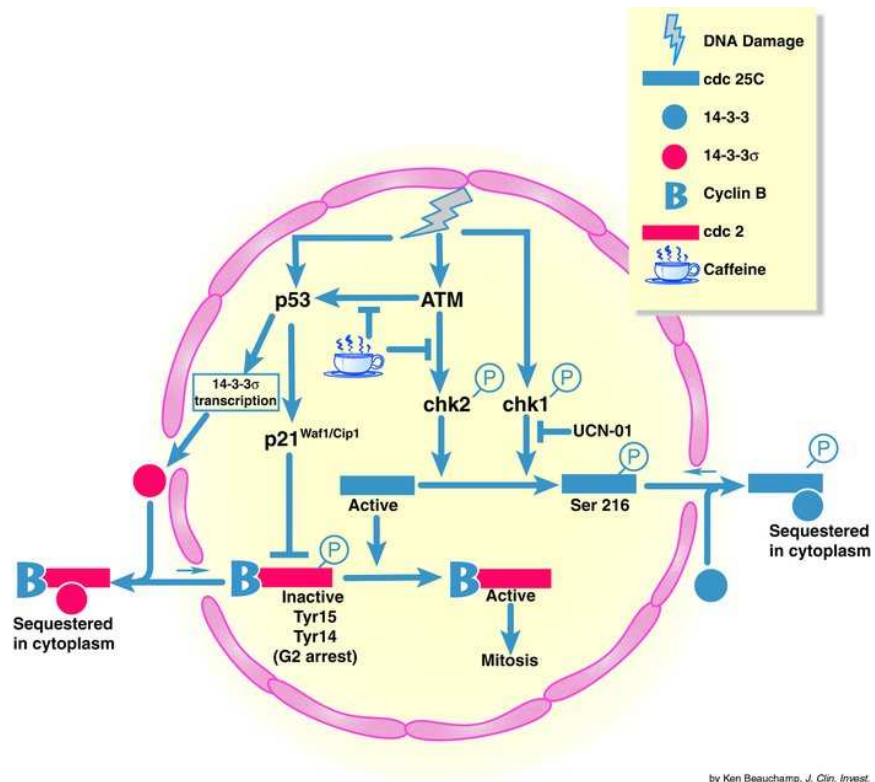 DNA Damage
cdc 25C
14-3-3
14-3-3σ
B
Cyclin B
cdc 2
Caffeine
p53
ATM
14-3-3σ
transcription
P
P
chk2
chk1
p21Waf1/Cip1
UCN-01
P
P
Active
Ser 216
Sequestered
in cytoplasm
P
B
B
B
Inactive
Active
Tyr15
Tyr14
(G2 arrest)
Sequestered
in cytoplasm
Mitosis
by Ken Beauchamp, J. Clin. Invest.